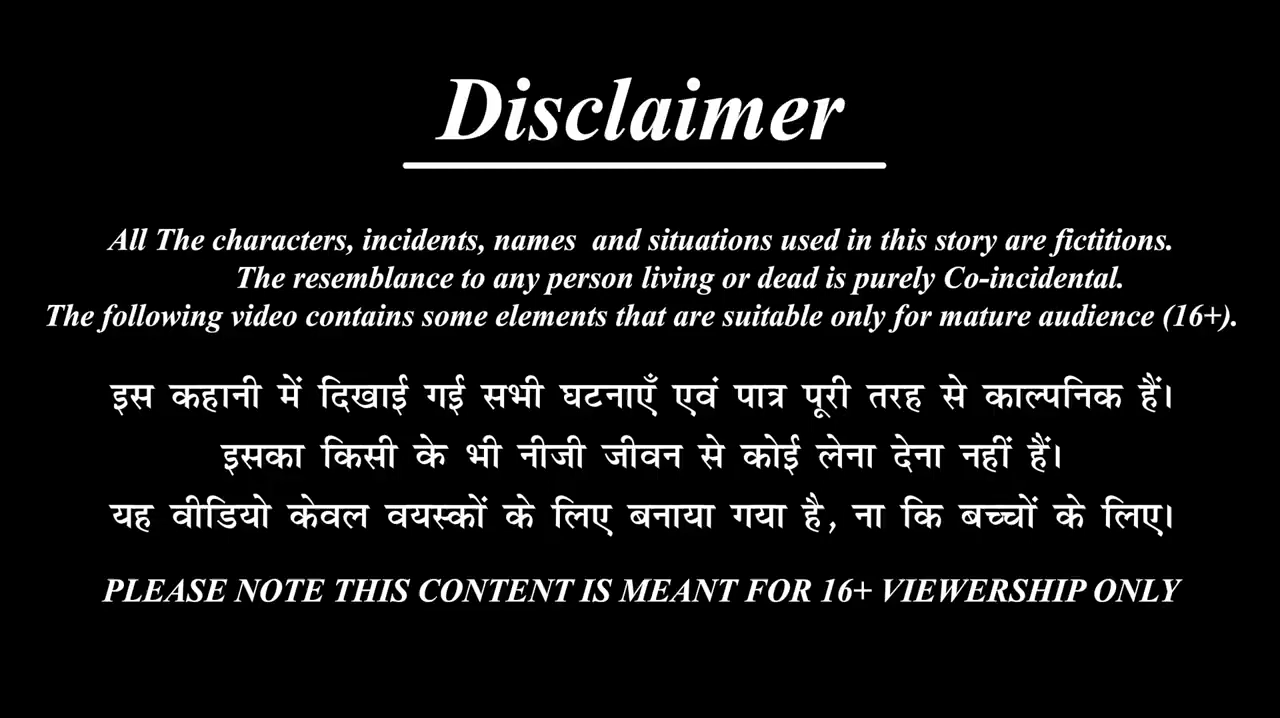 Disclaimer
All The characters, incidents, names and situations used in this story are fictitions.
The resemblance to any person living or dead is purely Co-incidental.
The following video contains some elements that are suitable only for mature audience (16+).
इस कहानी में दिखाई गई सभी घटनाएँ एवं पात्र पूरी तरह से काल्पनिक हैं।
इसका किसी के भी नीजी जीवन से कोई लेना देना नहीं हैं।
यह वीडियो केवल वयस्कों के लिए बनाया गया है, ना कि बच्चों के लिए।
PLEASE NOTE THIS CONTENT IS MEANT FOR 16+ VIEWERSHIP ONLY